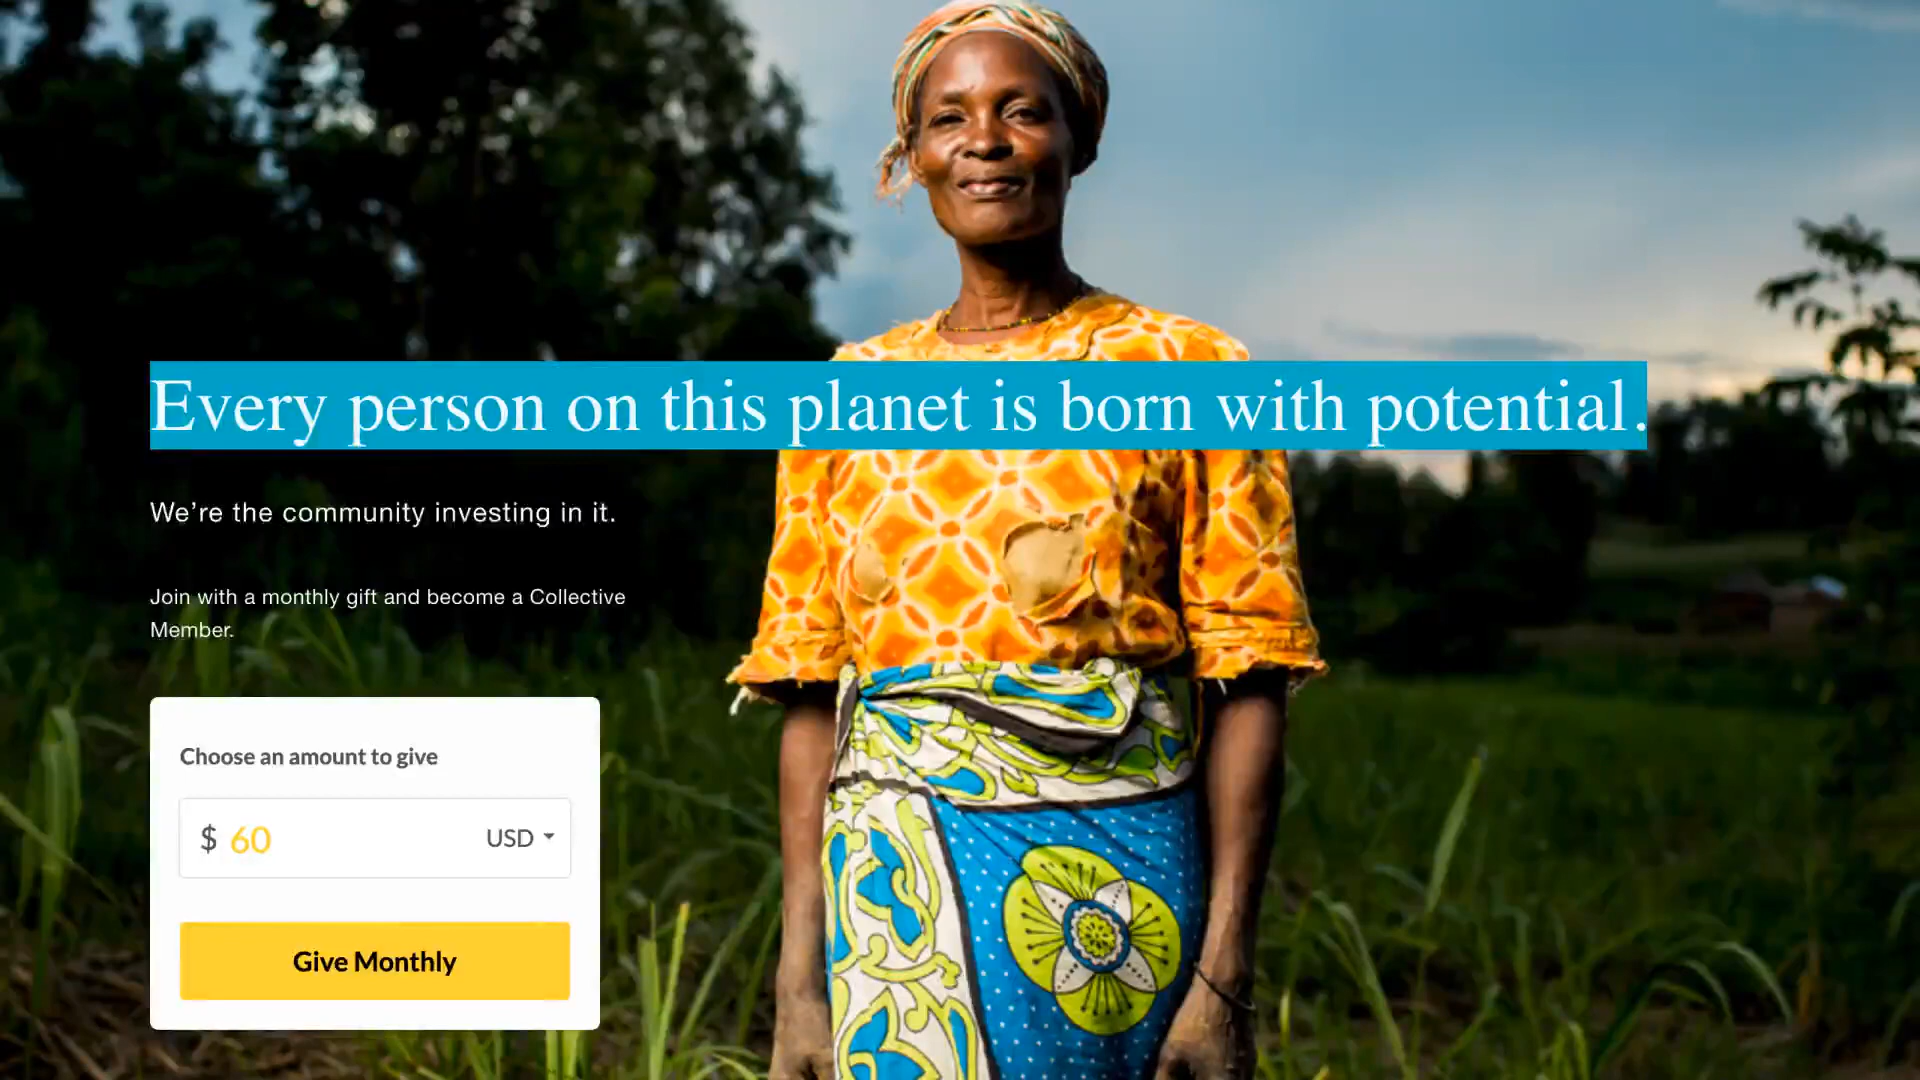 Every person on this planet is born with potential.
We’re the community investing in it.
Join with a monthly gift and become a Collective
Member.
Choose an amount to give
$ 60 USD
Give Monthly